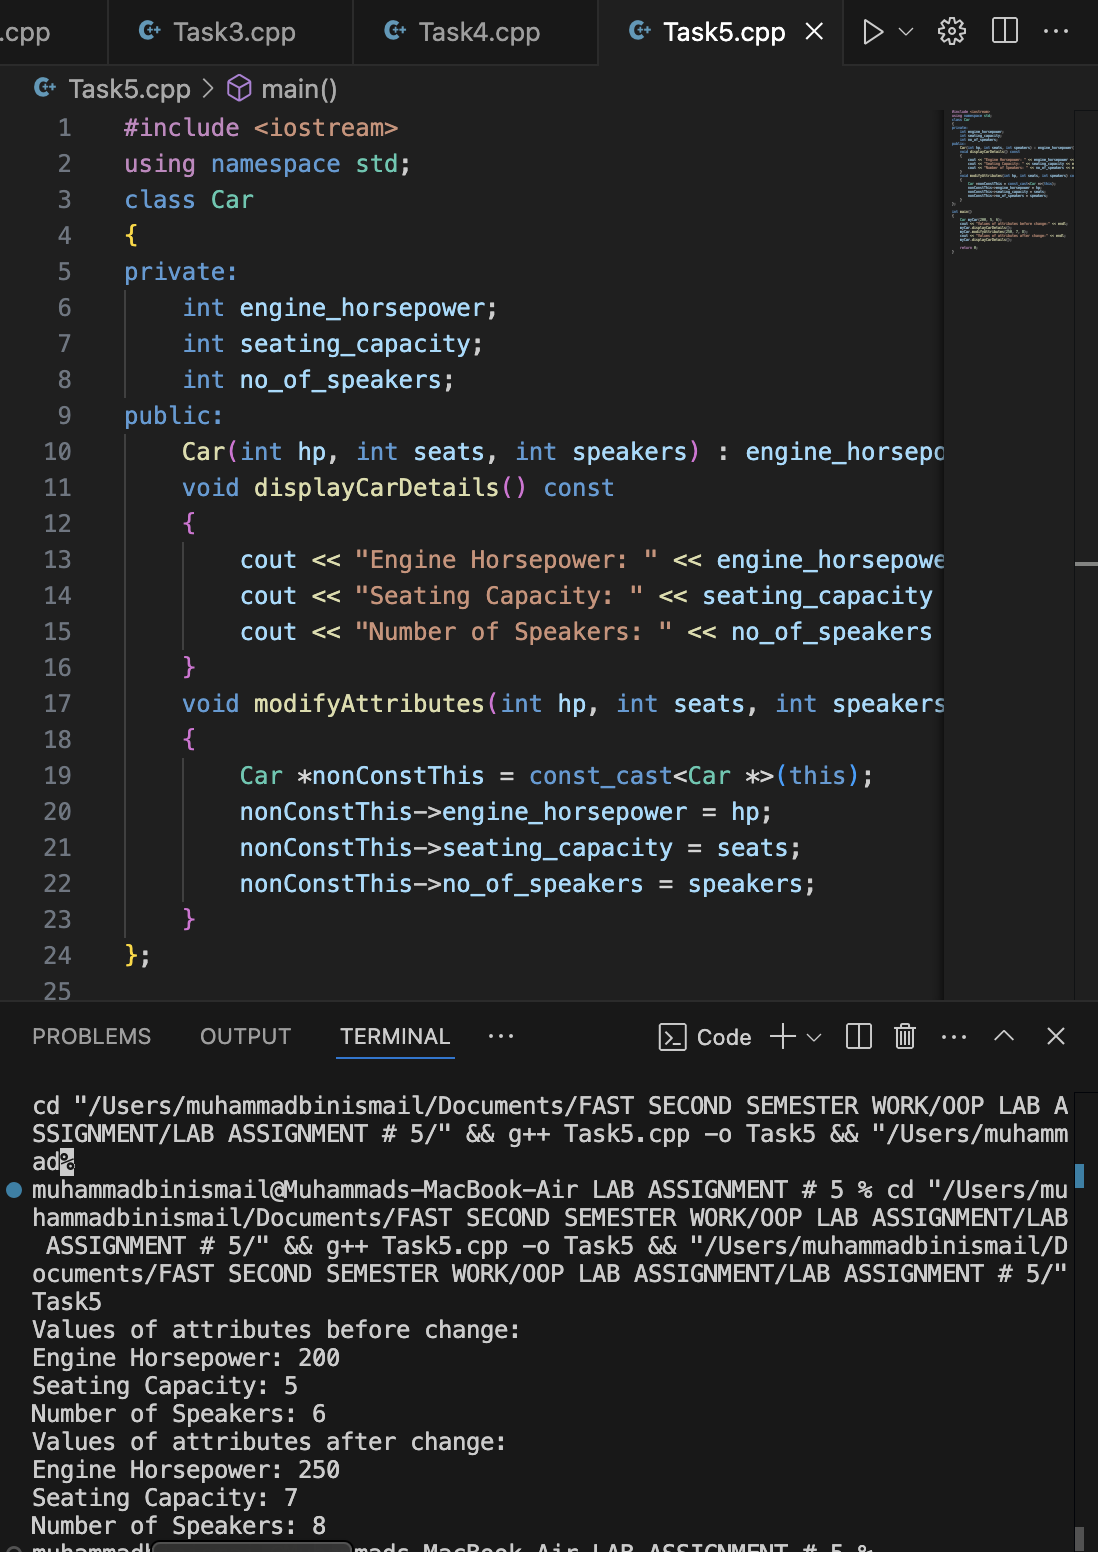 .cpp Task3.cpp Task4.cpp Task5.cpp
Task5.cpp > main()
1 #include <iostream>
2 using namespace std;
3 class Car
4 {
5 private:
6 int engine_horsepower;
7 int seating_capacity;
8 int no_of_speakers;
9 public:
10 Car(int hp, int seats, int speakers) : engine_horsepo
11 void displayCarDetails() const
12 {
13 cout << "Engine Horsepower: " << engine_horsepowe
14 cout << "Seating Capacity: " << seating_capacity
15 cout << "Number of Speakers: " << no_of_speakers
16 }
17 void modifyAttributes(int hp, int seats, int speakers
18 {
19 Car *nonConstThis = const_cast<Car *>(this);
20 nonConstThis->engine_horsepower = hp;
21 nonConstThis->seating_capacity = seats;
22 nonConstThis->no_of_speakers = speakers;
23 }
24 };
25
PROBLEMS OUTPUT TERMINAL ··· Code
cd "/Users/muhammadbinismail/Documents/FAST SECOND SEMESTER WORK/OOP LAB A
SSIGNMENT/LAB ASSIGNMENT # 5/" && g++ Task5.cpp -o Task5 && "/Users/muhamm
ad%
muhammadbinismail@Muhammads-MacBook-Air LAB ASSIGNMENT # 5 % cd "/Users/mu
hammadbinismail/Documents/FAST SECOND SEMESTER WORK/OOP LAB ASSIGNMENT/LAB
ASSIGNMENT # 5/" && g++ Task5.cpp -o Task5 && "/Users/muhammadbinismail/D
ocuments/FAST SECOND SEMESTER WORK/OOP LAB ASSIGNMENT/LAB ASSIGNMENT # 5/"
Task5
Values of attributes before change:
Engine Horsepower: 200
Seating Capacity: 5
Number of Speakers: 6
Values of attributes after change:
Engine Horsepower: 250
Seating Capacity: 7
Number of Speakers: 8
mads-MacBook-Air LAB ASSIGNMENT # 5 %